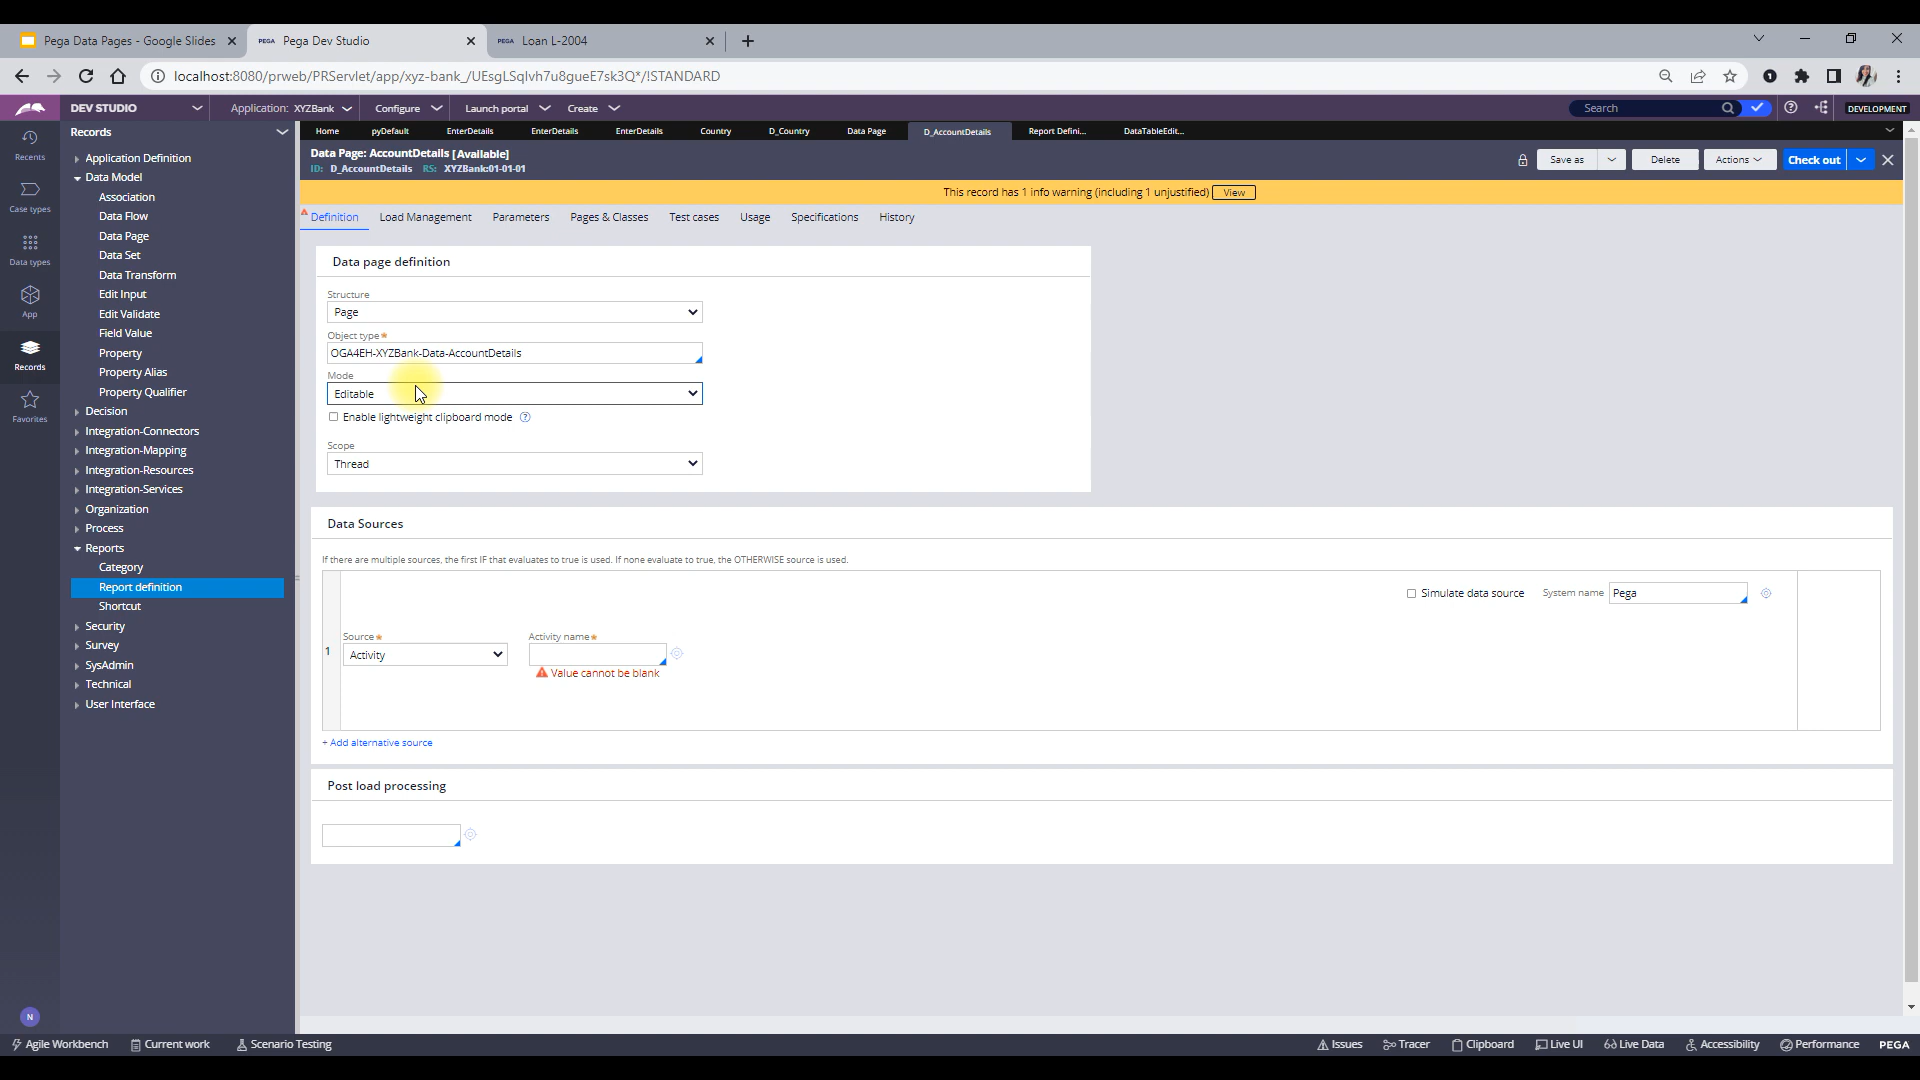 Pega Data Pages - Google Slides
PEGA Pega Dev Studio
PEGA Loan L-2004
localhost:8080/prweb/PRServlet/app/xyz-bank_/UEsgLSqlvh7u8gueE7sk3Q*/!STANDARD
DEV STUDIO
Application: XYZBank
Configure
Launch portal
Create
Search
DEVELOPMENT
Recents
Case types
Data types
App
Records
Favorites
N
Records
Application Definition
Data Model
Association
Data Flow
Data Page
Data Set
Data Transform
Edit Input
Edit Validate
Field Value
Property
Property Alias
Property Qualifier
Decision
Integration-Connectors
Integration-Mapping
Integration-Resources
Integration-Services
Organization
Process
Reports
Category
Report definition
Shortcut
Security
Survey
SysAdmin
Technical
User Interface
Home pyDefault EnterDetails EnterDetails EnterDetails Country D_Country Data Page D_AccountDetails Report Defini... DataTableEdit...
Data Page: AccountDetails [Available]
ID: D_AccountDetails RS: XYZBank:01-01-01
Save as
Delete
Actions
Check out
This record has 1 info warning (including 1 unjustified) View
Definition Load Management Parameters Pages & Classes Test cases Usage Specifications History
Data page definition
Structure
Page
Object type*
OGA4EH-XYZBank-Data-AccountDetails
Mode
Editable
Enable lightweight clipboard mode ?
Scope
Thread
Data Sources
If there are multiple sources, the first IF that evaluates to true is used. If none evaluate to true, the OTHERWISE source is used.
Simulate data source System name Pega
Source* Activity name*
1 Activity
Value cannot be blank
+ Add alternative source
Post load processing
Agile Workbench Current work Scenario Testing Issues Tracer Clipboard Live UI Live Data Accessibility Performance PEGA